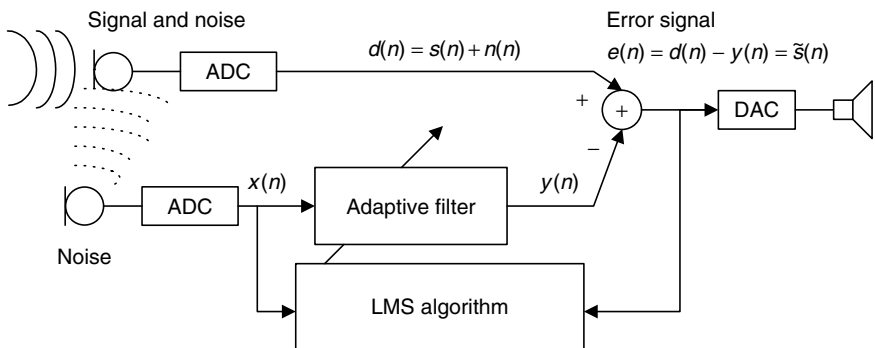 Signal and noise
Error signal
ADC
d(n) = s(n) + n(n)
e(n) = d(n) − y(n) = s̃(n)
+
+
DAC
−
x(n)
y(n)
ADC
Adaptive filter
Noise
LMS algorithm